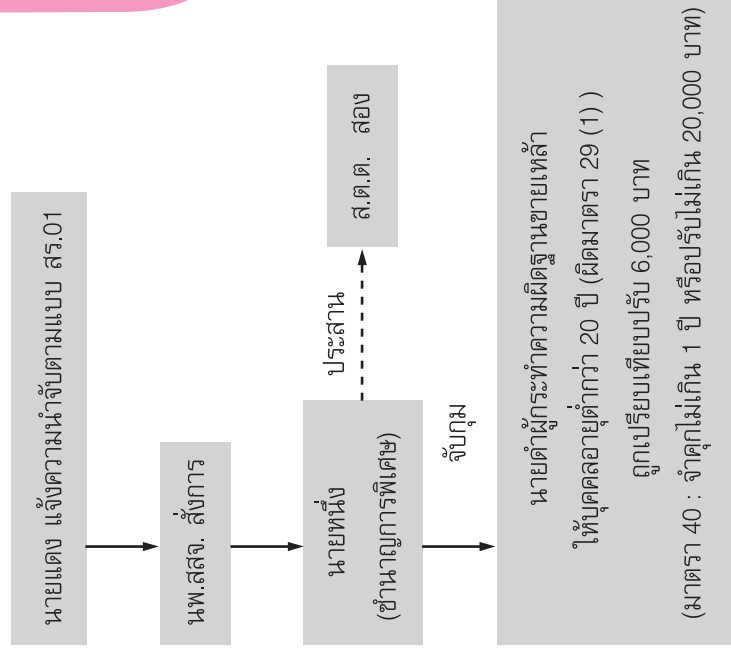 นายแดง แจ้งความนำจับตามแบบ สร.01
นพ.สสจ. สั่งการ
นายหนึ่ง
(ชำนาญการพิเศษ)
ประสาน
ส.ต.ต. สอง
จับกุม
นายดำผู้กระทำความผิดฐานขายเหล้า
ให้บุคคลอายุต่ำกว่า 20 ปี (ผิดมาตรา 29 (1) )
ถูกเปรียบเทียบปรับ 6,000 บาท
(มาตรา 40 : จำคุกไม่เกิน 1 ปี หรือปรับไม่เกิน 20,000 บาท)